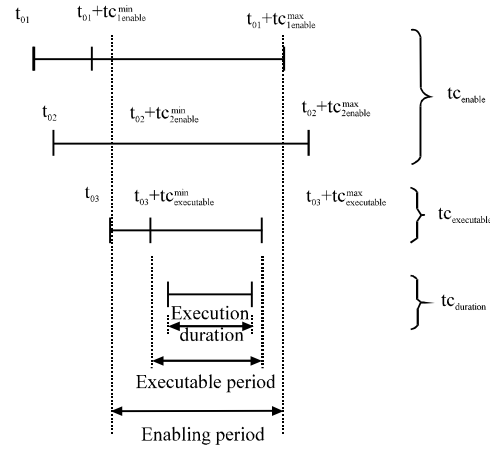 t01 t01+tc1enable^min t01+tc1enable^max
t02 t02+tc2enable^min t02+tc2enable^max
tcenable
t03 t03+tcexecutable^min t03+tcexecutable^max
tcexecutable
tcduration
Execution
duration
Executable period
Enabling period